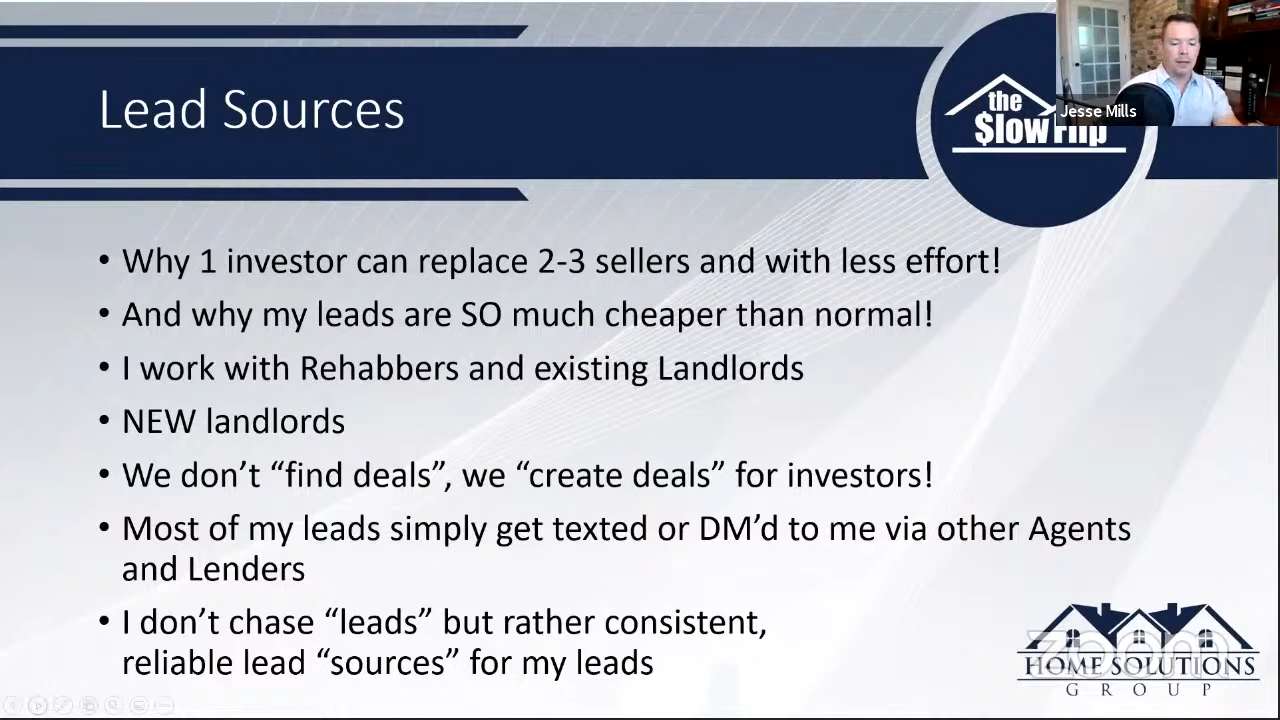 Lead Sources
the
$low Flip
Jesse Mills
• Why 1 investor can replace 2-3 sellers and with less effort!
• And why my leads are SO much cheaper than normal!
• I work with Rehabbers and existing Landlords
• NEW landlords
• We don’t “find deals”, we “create deals” for investors!
• Most of my leads simply get texted or DM’d to me via other Agents
and Lenders
• I don’t chase “leads” but rather consistent,
reliable lead “sources” for my leads
zoom
HOME SOLUTIONS
GROUP